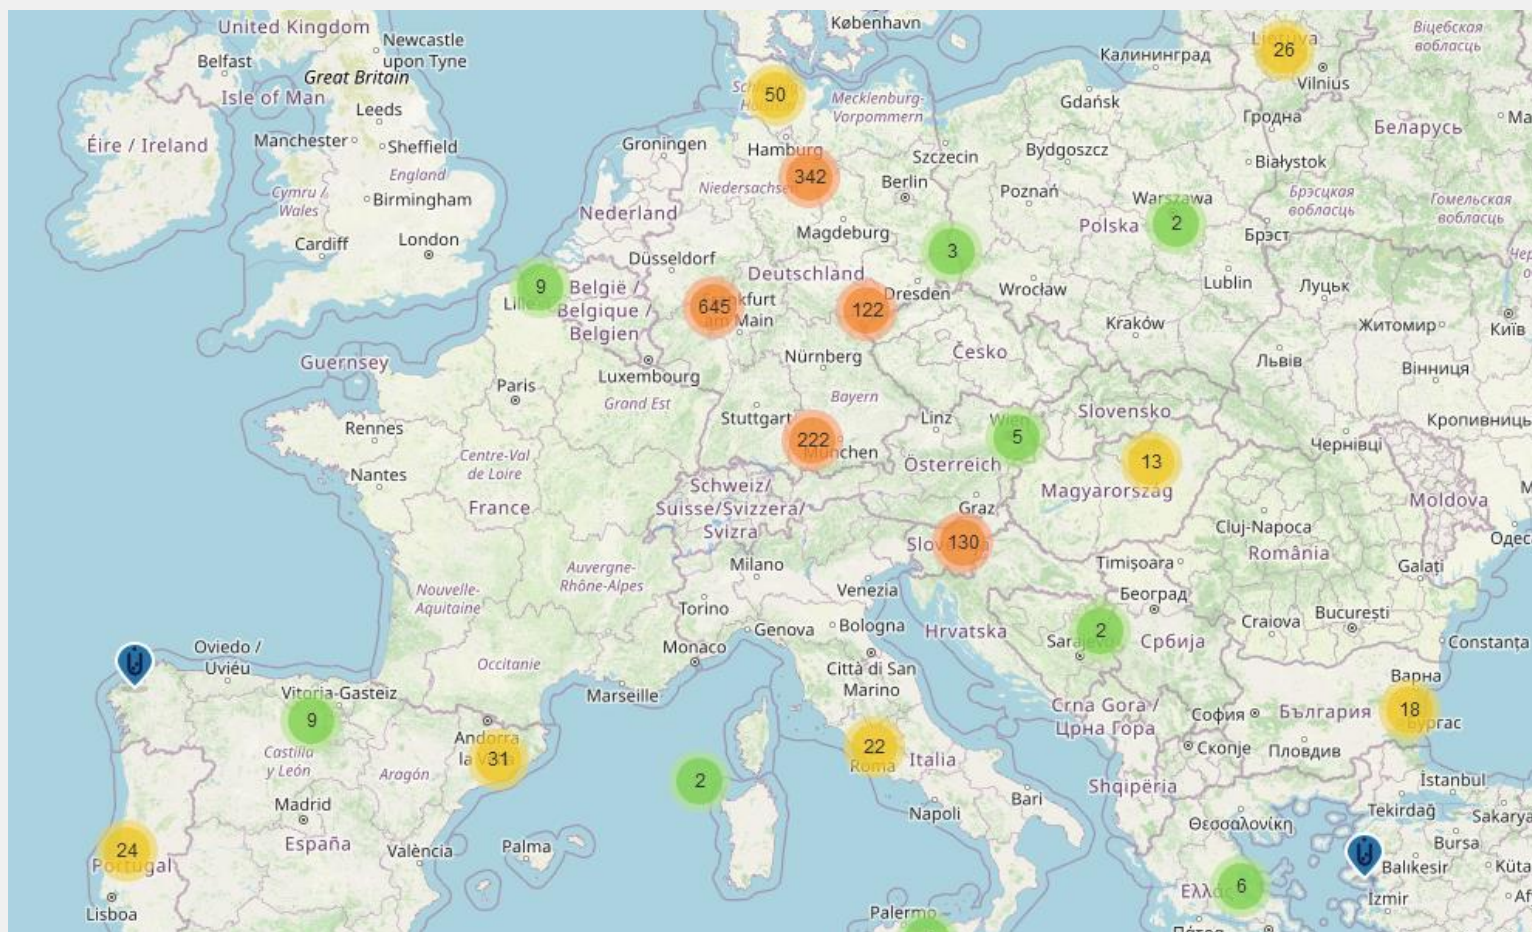 København
United Kingdom
Newcastle
upon Tyne
Belfast
Great Britain
Isle of Man
Leeds
Éire / Ireland
Manchester
Sheffield
England
Cymru /
Wales
Birmingham
Cardiff
London
Guernsey
50
Mecklenburg-
Vorpommern
Groningen
Hamburg
342
Szczecin
Berlin
Nederland
Magdeburg
Düsseldorf
Deutschland
3
9
België /
Belgique /
Belgien
645
am Main
122
Dresden
Nürnberg
Luxembourg
Česko
Калининград
26
Vilnius
Віцебская
вобласць
Gdańsk
Гродна
Беларусь
Bydgoszcz
Białystok
Poznań
Warszawa
2
Polska
Брэсцкая
вобласць
Гомельская
вобласць
Брэст
Wrocław
Lublin
Луцьк
Kraków
Житомир
Київ
Львів
Вінниця
Paris
Grand Est
Bayern
Stuttgart
222
München
Linz
Wien
5
Österreich
Slovensko
13
Magyarország
Чернівці
Moldova
Rennes
Nantes
Centre-Val
de Loire
France
Schweiz/
Suisse/Svizzera/
Svizra
Graz
130
Cluj-Napoca
România
Timișoara
Galați
Milano
Auvergne-
Rhône-Alpes
Nouvelle-
Aquitaine
Torino
Venezia
Genova
Bologna
Hrvatska
2
Београд
Србија
Craiova
București
Constanța
Monaco
Città di San
Marino
Occitanie
Marseille
Oviedo /
Uviéu
Vitoria-Gasteiz
9
Castilla
y León
Andorra
31
Aragón
Madrid
España
24
Portugal
Lisboa
València
Palma
2
22
Roma
Italia
Napoli
Bari
Palermo
Crna Gora /
Црна Гора
София
България
Варна
18
Скопје
Пловдив
Shqipëria
İstanbul
Tekirdağ
Θεσσαλονίκη
Bursa
Balıkesir
6
İzmir